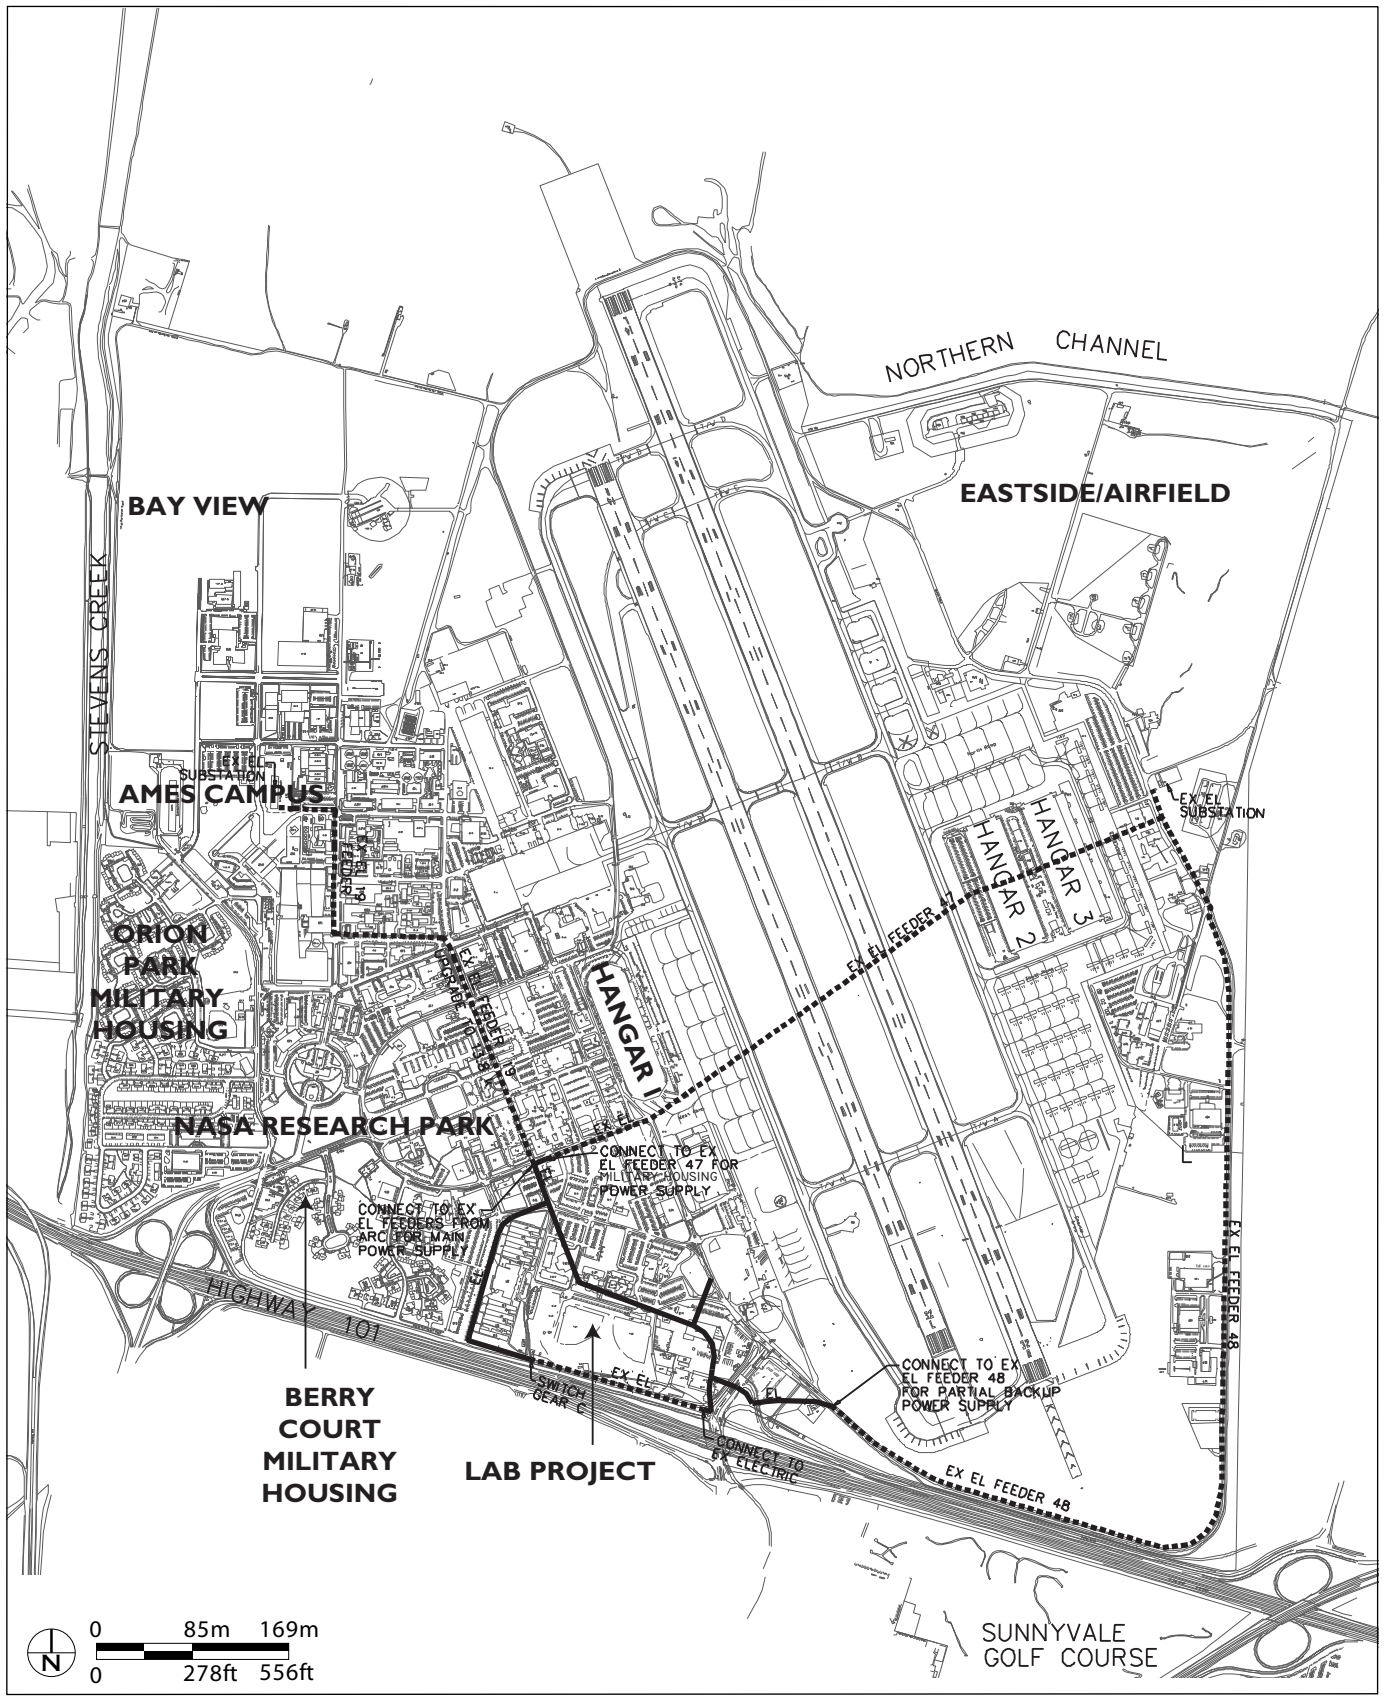 NORTHERN CHANNEL
BAY VIEW
EASTSIDE/AIRFIELD
STEVENS CREEK
EX EL
SUBSTATION
AMES CAMPUS
EX EL
SUBSTATION
HANGAR 3
HANGAR 2
EX EL 19
FEEDER
EX EL FEEDER 47
ORION
PARK
MILITARY
HOUSING
EX EL FEEDER 19
HANGAR 1
NASA RESEARCH PARK
EX EL
CONNECT TO EX
EL FEEDER 47 FOR
MILITARY HOUSING
POWER SUPPLY
CONNECT TO EX
EL FEEDERS FROM
ARC FOR MAIN
POWER SUPPLY
EL
EX EL FEEDER 48
HIGHWAY 101
EX EL
SWITCH
GEAR C
EL
CONNECT TO EX
EL FEEDER 48
FOR PARTIAL BACKUP
POWER SUPPLY
BERRY
COURT
MILITARY
HOUSING
LAB PROJECT
CONNECT TO
EX ELECTRIC
EX EL FEEDER 48
SUNNYVALE
GOLF COURSE
N
0 85m 169m
0 278ft 556ft